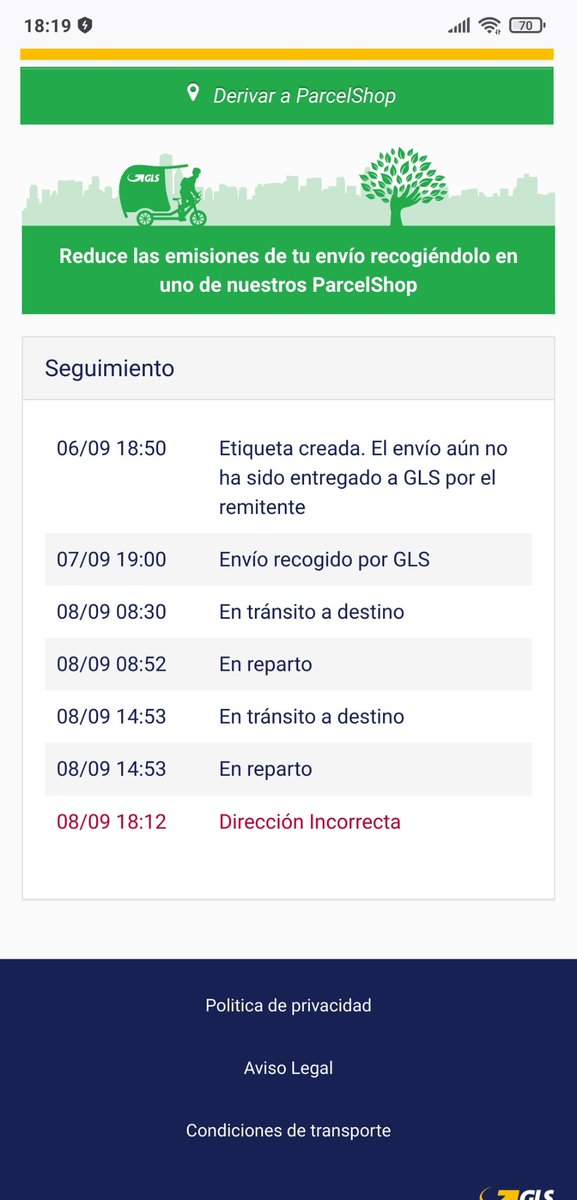 18:19
70
Derivar a ParcelShop
GLS
Reduce las emisiones de tu envío recogiéndolo en
uno de nuestros ParcelShop
Seguimiento
06/09 18:50 Etiqueta creada. El envío aún no
ha sido entregado a GLS por el
remitente
07/09 19:00 Envío recogido por GLS
08/09 08:30 En tránsito a destino
08/09 08:52 En reparto
08/09 14:53 En tránsito a destino
08/09 14:53 En reparto
08/09 18:12 Dirección Incorrecta
Politica de privacidad
Aviso Legal
Condiciones de transporte
GLS